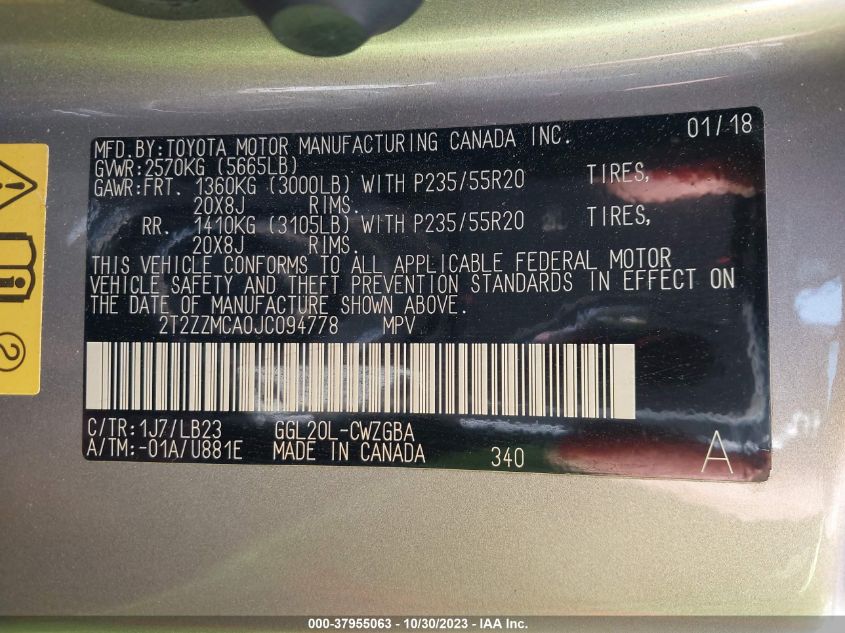 MFD.BY:TOYOTA MOTOR MANUFACTURING CANADA INC. 01/18
GVWR:2570KG (5665LB)
GAWR:FRT. 1360KG (3000LB) WITH P235/55R20 TIRES,
20X8J RIMS.
RR. 1410KG (3105LB) WITH P235/55R20 TIRES,
20X8J RIMS.
THIS VEHICLE CONFORMS TO ALL APPLICABLE FEDERAL MOTOR
VEHICLE SAFETY AND THEFT PREVENTION STANDARDS IN EFFECT ON
THE DATE OF MANUFACTURE SHOWN ABOVE.
2T2ZZMCA0JC094778 MPV
C/TR:1J7/LB23 GGL20L-CWZGBA
A/TM:-01A/U881E MADE IN CANADA 340 A
000-37955063 - 10/30/2023 - IAA Inc.